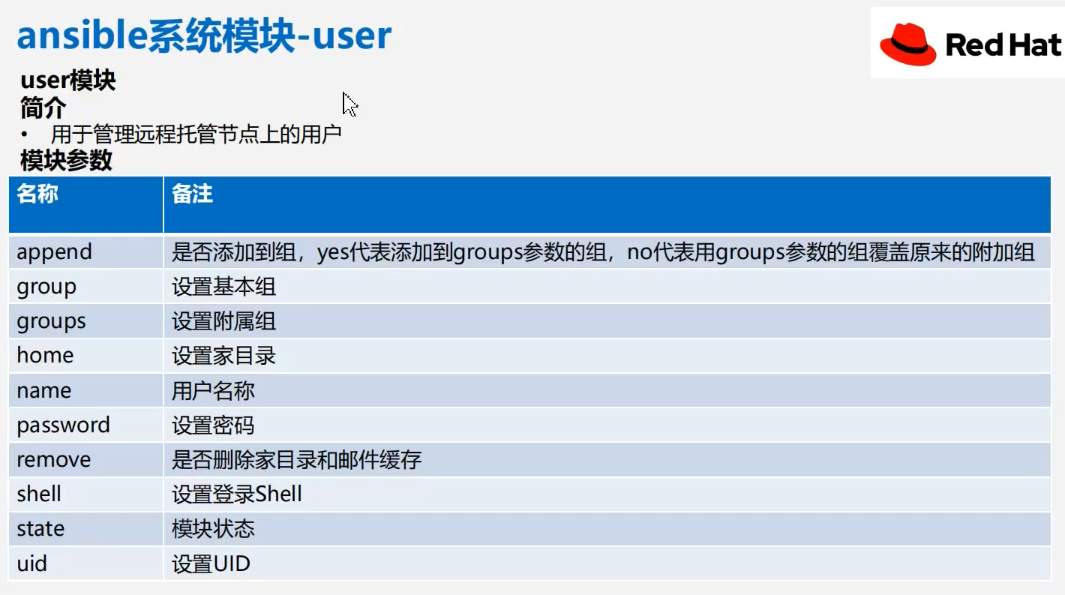 ansible系统模块-user
Red Hat
user模块
简介
• 用于管理远程托管节点上的用户
模块参数
名称 备注
append 是否添加到组，yes代表添加到groups参数的组，no代表用groups参数的组覆盖原来的附加组
group 设置基本组
groups 设置附属组
home 设置家目录
name 用户名称
password 设置密码
remove 是否删除家目录和邮件缓存
shell 设置登录Shell
state 模块状态
uid 设置UID